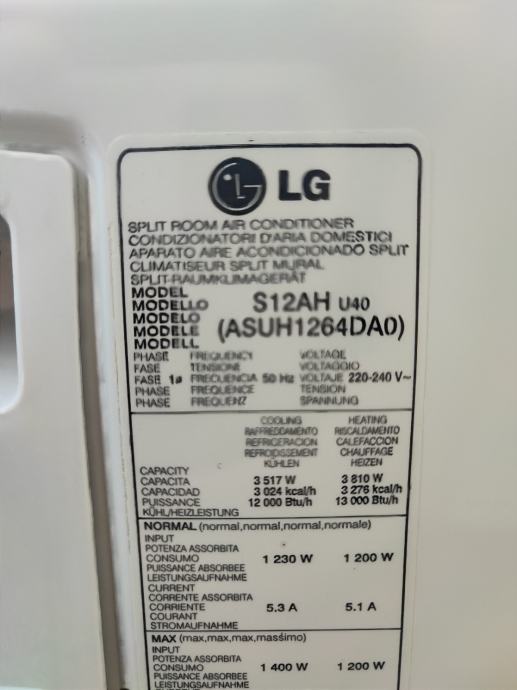 LG
SPLIT ROOM AIR CONDITIONER
CONDIZIONATORI D'ARIA DOMESTICI
APARATO AIRE ACONDICIONADO SPLIT
CLIMATISEUR SPLIT MURAL
SPLIT-RAUMKLIMAGERÄT
MODEL
MODELLO S12AH U40
MODELO
MODELE (ASUH1264DA0)
MODELL
PHASE FREQUENCY VOLTAGE
FASE TENSIONE VOLTAGGIO
FASE 1ø FRECUENCIA 50 Hz VOLTAJE 220-240 V~
PHASE FREQUENCE TENSION
PHASE FREQUENZ SPANNUNG
COOLING HEATING
RAFFREDDAMENTO RISCALDAMENTO
REFRIGERACION CALEFACCION
REFROIDISSEMENT CHAUFFAGE
KÜHLEN HEIZEN
CAPACITY
CAPACITA 3 517 W 3 810 W
CAPACIDAD 3 024 kcal/h 3 276 kcal/h
PUISSANCE 12 000 Btu/h 13 000 Btu/h
KÜHL/HEIZLEISTUNG
NORMAL (normal,normal,normal,normale)
INPUT
POTENZA ASSORBITA
CONSUMO 1 230 W 1 200 W
PUISSANCE ABSORBEE
LEISTUNGSAUFNAHME
CURRENT
CORRENTE ASSORBITA
CORRIENTE 5.3 A 5.1 A
COURANT
STROMAUFNAHME
MAX (max,max,max,massimo)
INPUT
POTENZA ASSORBITA
CONSUMO 1 400 W 1 200 W
PUISSANCE ABSORBEE
LEISTUNGSAUFNAHME